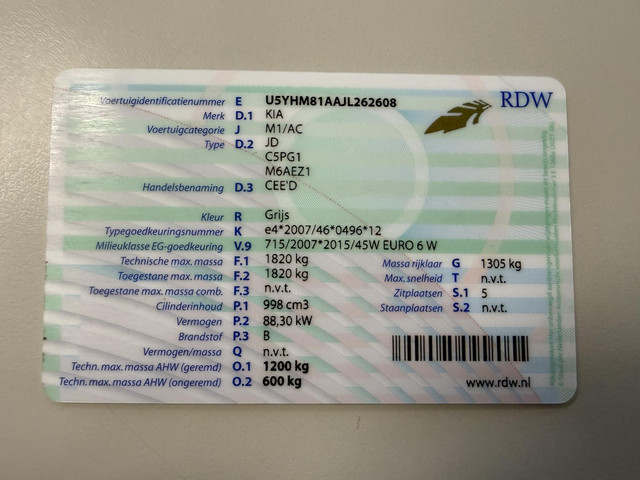 RDW
Voertuigidentificatienummer E U5YHM81AAJL262608
Merk D.1 KIA
Voertuigcategorie J M1/AC
Type D.2 JD
C5PG1
M6AEZ1
Handelsbenaming D.3 CEE'D
Kleur R Grijs
Typegoedkeuringsnummer K e4*2007/46*0496*12
Milieuklasse EG-goedkeuring V.9 715/2007*2015/45W EURO 6 W
Technische max. massa F.1 1820 kg
Toegestane max. massa F.2 1820 kg
Toegestane max. massa comb. F.3 n.v.t.
Cilinderinhoud P.1 998 cm3
Vermogen P.2 88,30 kW
Brandstof P.3 B
Vermogen/massa Q n.v.t.
Techn. max. massa AHW (geremd) O.1 1200 kg
Techn. max. massa AHW (ongeremd) O.2 600 kg
Massa rijklaar G 1305 kg
Max. snelheid T n.v.t.
Zitplaatsen S.1 5
Staanplaatsen S.2 n.v.t.
www.rdw.nl